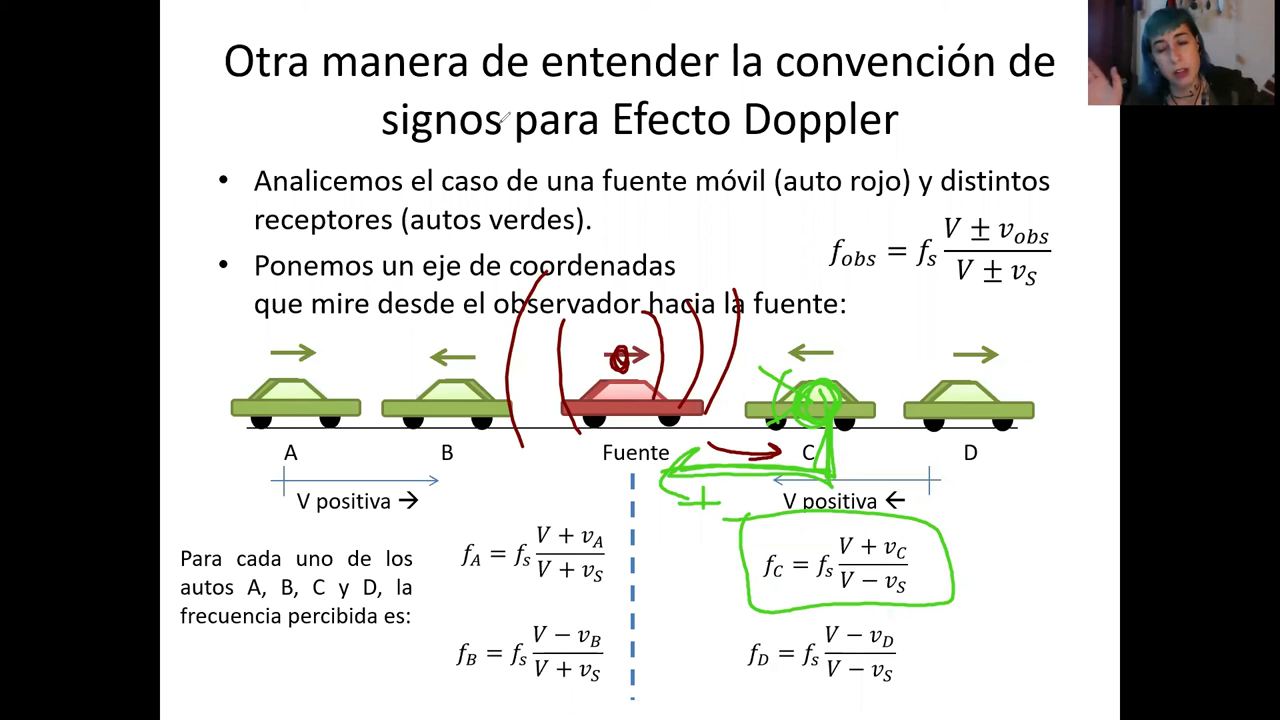 Otra manera de entender la convención de
signos para Efecto Doppler
• Analicemos el caso de una fuente móvil (auto rojo) y distintos
receptores (autos verdes).
• Ponemos un eje de coordenadas
que mire desde el observador hacia la fuente:
f_obs = f_s (V ± v_obs)/(V ± v_S)
A B Fuente C D
+
V positiva → V positiva ←
Para cada uno de los
autos A, B, C y D, la
frecuencia percibida es:
f_A = f_s (V + v_A)/(V + v_S)
f_C = f_s (V + v_C)/(V − v_S)
f_B = f_s (V − v_B)/(V + v_S)
f_D = f_s (V − v_D)/(V − v_S)